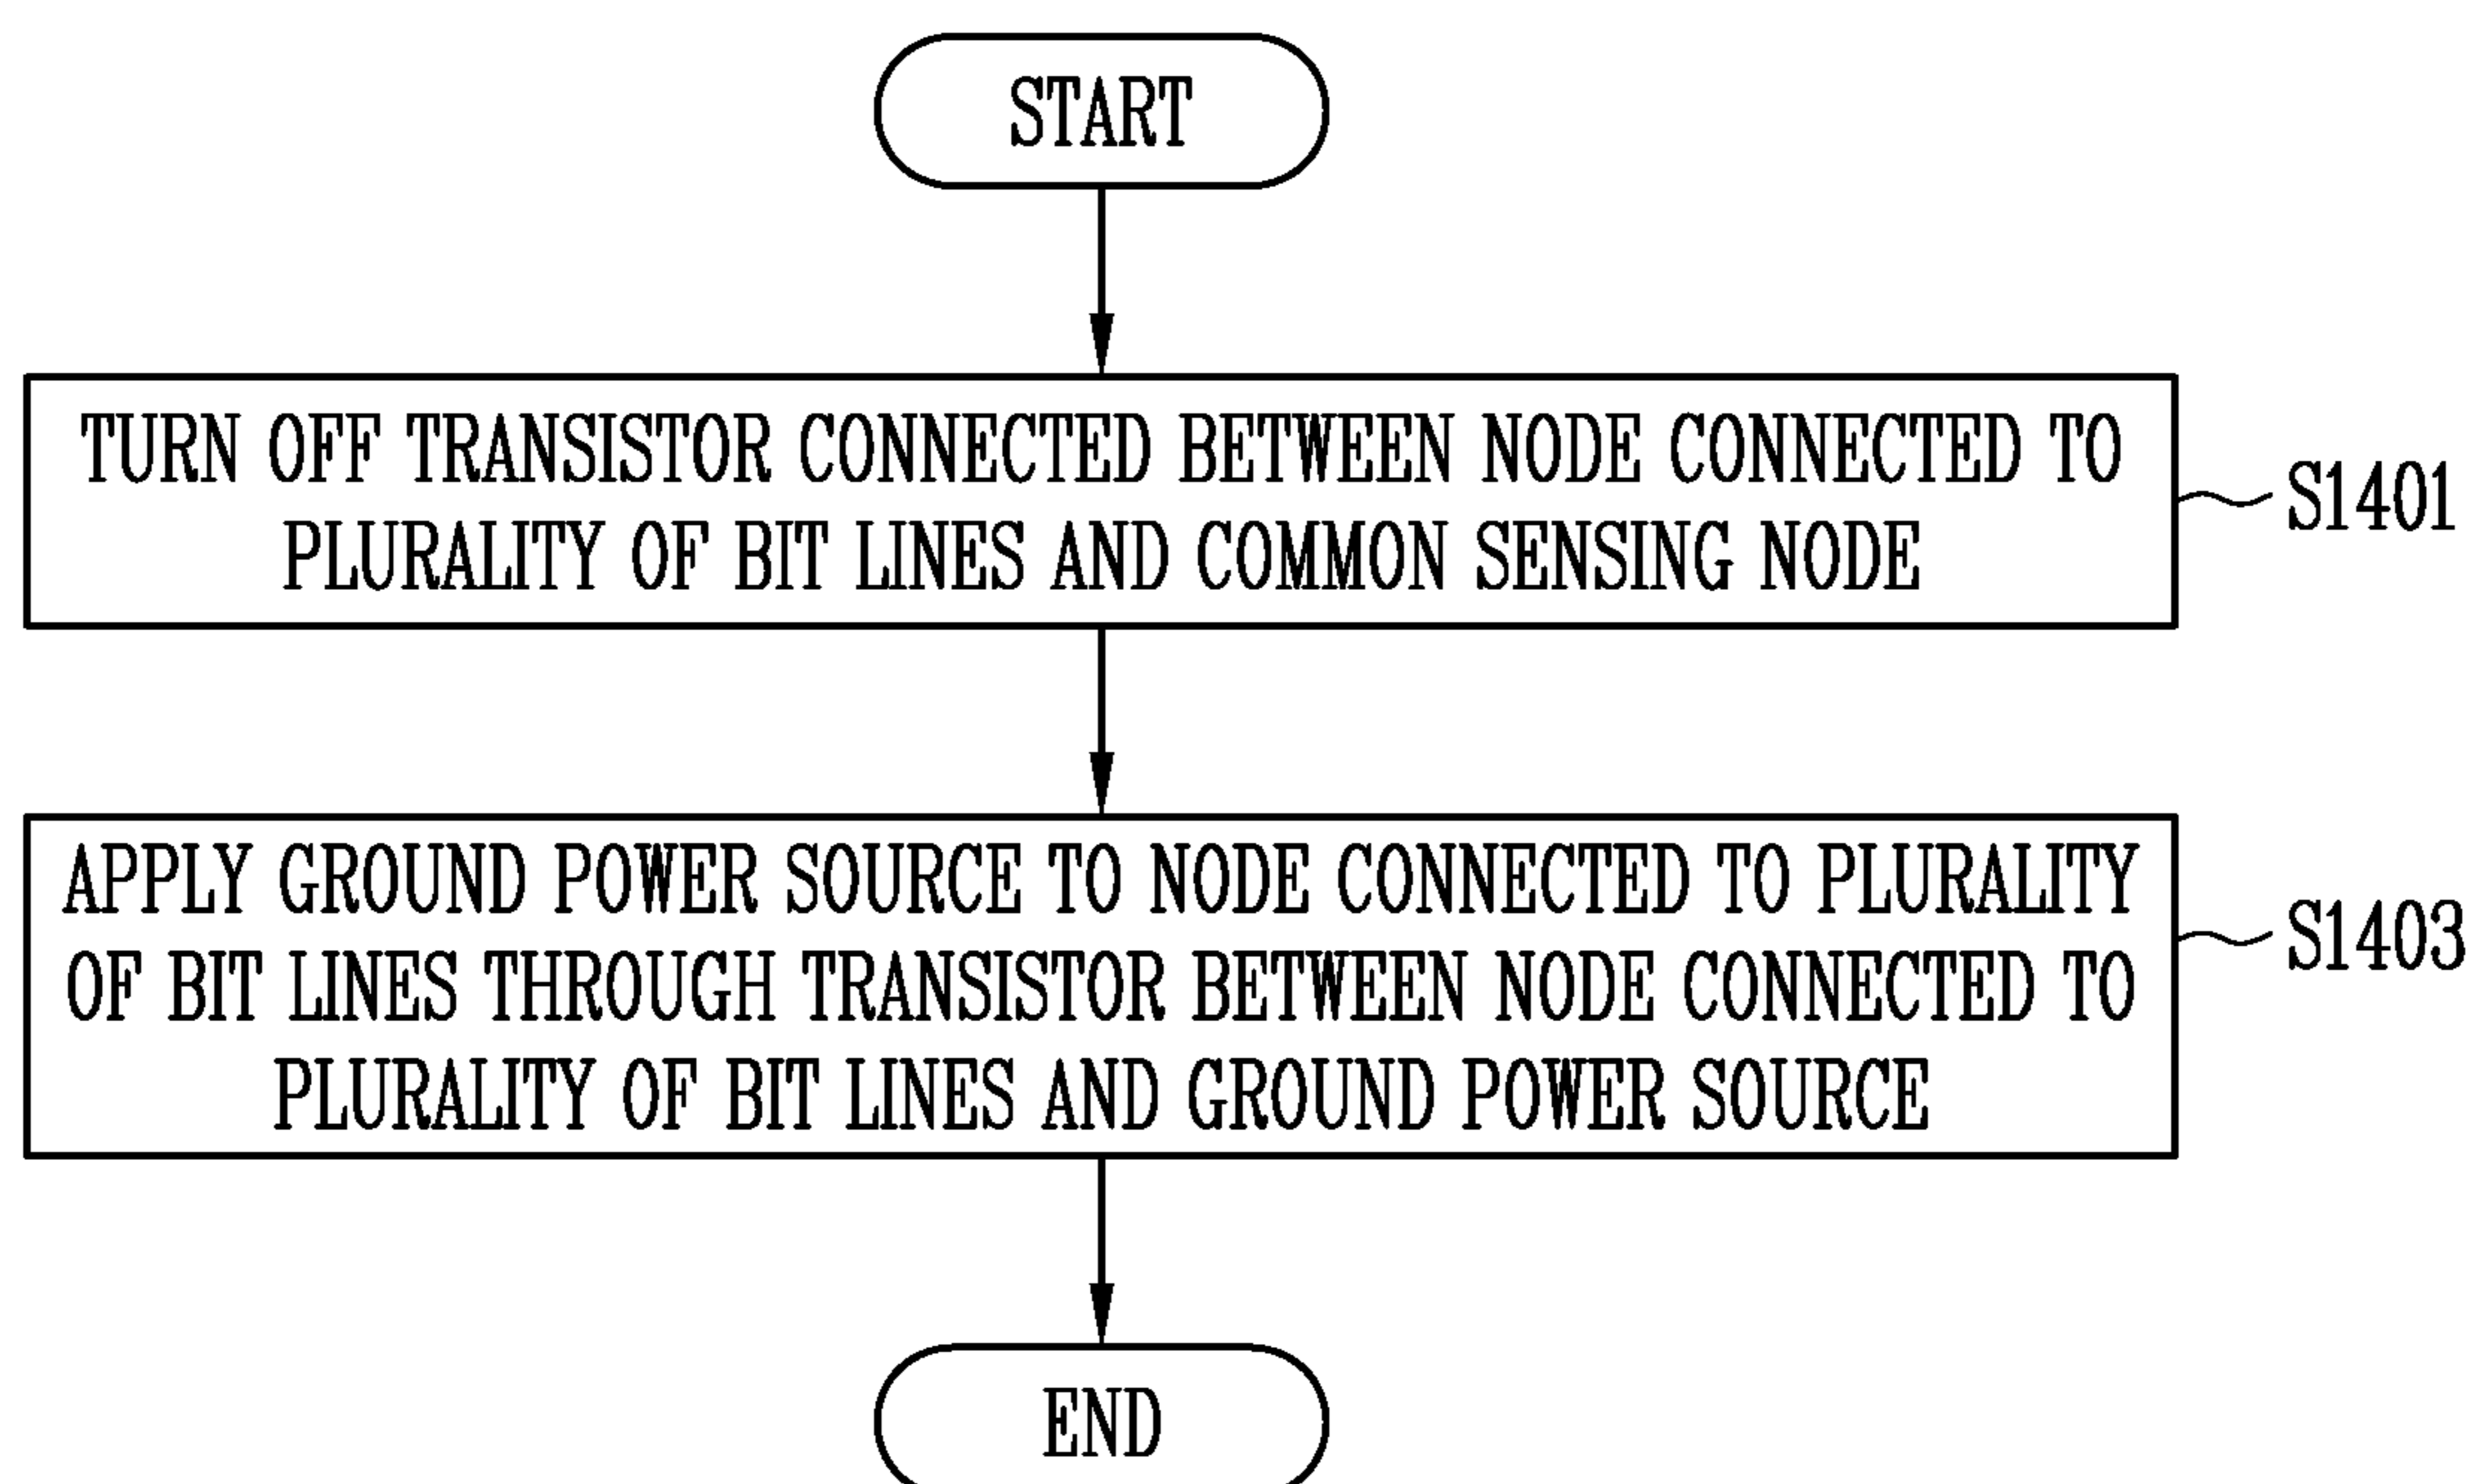 START
TURN OFF TRANSISTOR CONNECTED BETWEEN NODE CONNECTED TO
PLURALITY OF BIT LINES AND COMMON SENSING NODE
S1401
APPLY GROUND POWER SOURCE TO NODE CONNECTED TO PLURALITY
OF BIT LINES THROUGH TRANSISTOR BETWEEN NODE CONNECTED TO
PLURALITY OF BIT LINES AND GROUND POWER SOURCE
S1403
END